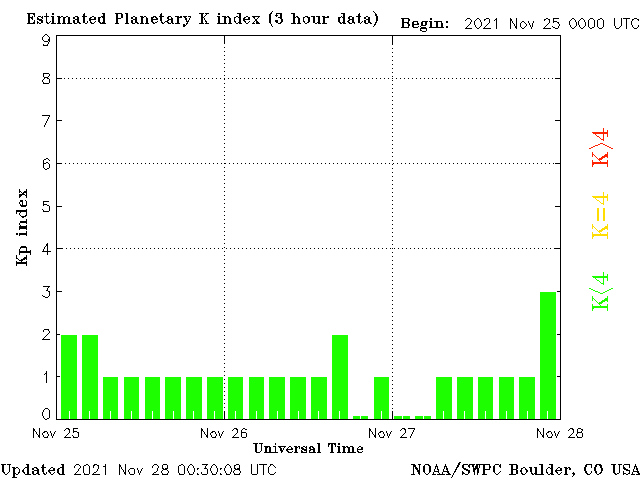 Estimated Planetary K index (3 hour data) Begin: 2021 Nov 25 0000 UTC
9
8
7
6
5
4
3
2
1
0
Kp index
K>4
K=4
K<4
Nov 25 Nov 26 Nov 27 Nov 28
Universal Time
Updated 2021 Nov 28 00:30:08 UTC NOAA/SWPC Boulder, CO USA